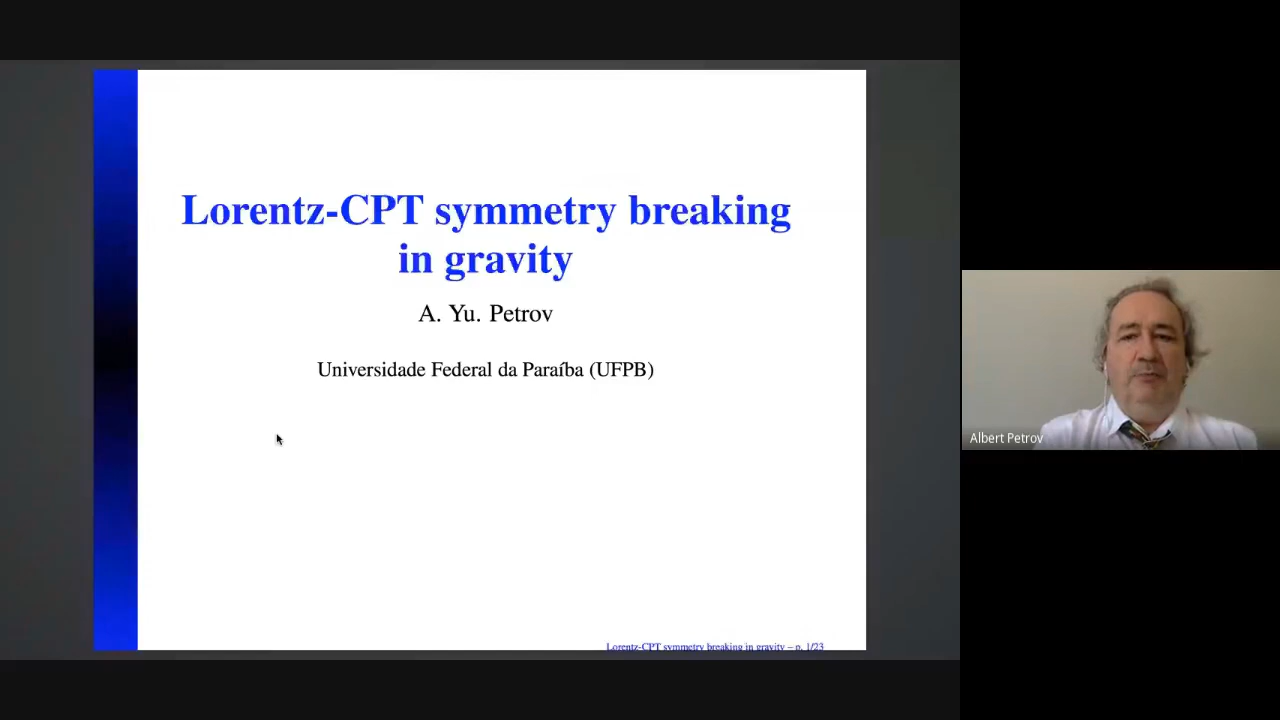 Lorentz-CPT symmetry breaking
in gravity
A. Yu. Petrov
Universidade Federal da Paraíba (UFPB)
Lorentz-CPT symmetry breaking in gravity – p. 1/23
Albert Petrov